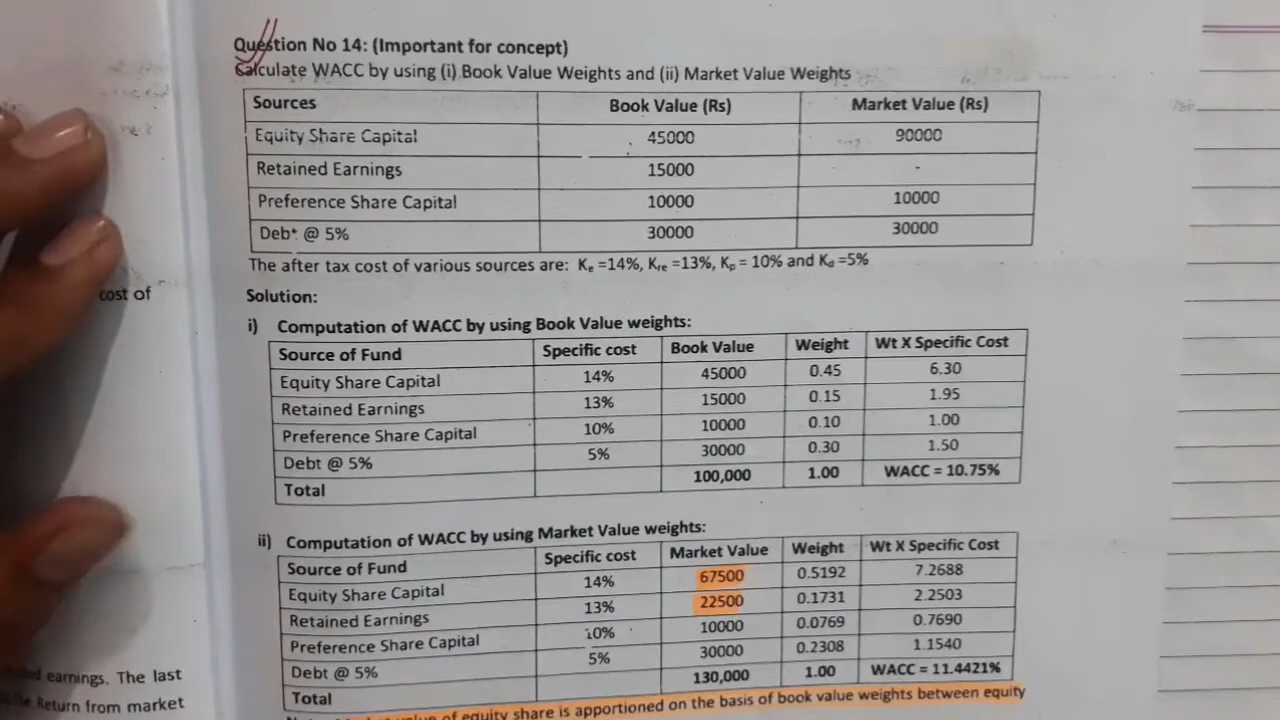 Question No 14: (Important for concept)
Calculate WACC by using (i) Book Value Weights and (ii) Market Value Weights
Sources Book Value (Rs) Market Value (Rs)
Equity Share Capital 45000 90000
Retained Earnings 15000 -
Preference Share Capital 10000 10000
Debt @ 5% 30000 30000
The after tax cost of various sources are: Ke =14%, Kre =13%, Kp = 10% and Kd =5%
cost of
Solution:
i) Computation of WACC by using Book Value weights:
Source of Fund Specific cost Book Value Weight Wt X Specific Cost
Equity Share Capital 14% 45000 0.45 6.30
Retained Earnings 13% 15000 0.15 1.95
Preference Share Capital 10% 10000 0.10 1.00
Debt @ 5% 5% 30000 0.30 1.50
Total 100,000 1.00 WACC = 10.75%
ii) Computation of WACC by using Market Value weights:
Source of Fund Specific cost Market Value Weight Wt X Specific Cost
Equity Share Capital 14% 67500 0.5192 7.2688
Retained Earnings 13% 22500 0.1731 2.2503
Preference Share Capital 10% 10000 0.0769 0.7690
Debt @ 5% 5% 30000 0.2308 1.1540
Total 130,000 1.00 WACC = 11.4421%
earnings. The last
Return from market
of equity share is apportioned on the basis of book value weights between equity